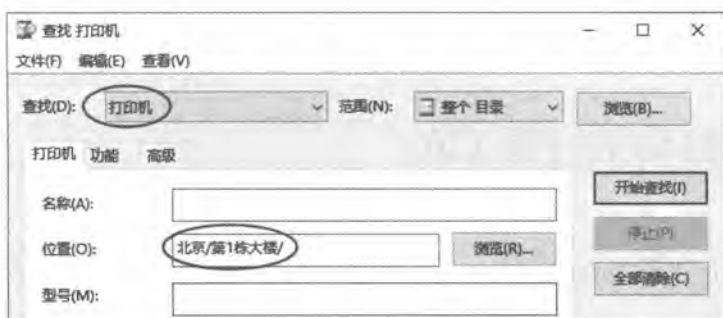 查找 打印机
文件(F) 编辑(E) 查看(V)
查找(D): 打印机 范围(N): 整个 目录 浏览(B)...
打印机 功能 高级
开始查找(I)
名称(A):
停止(P)
位置(O): 北京/第1栋大楼/ 浏览(R)...
全部清除(C)
型号(M):